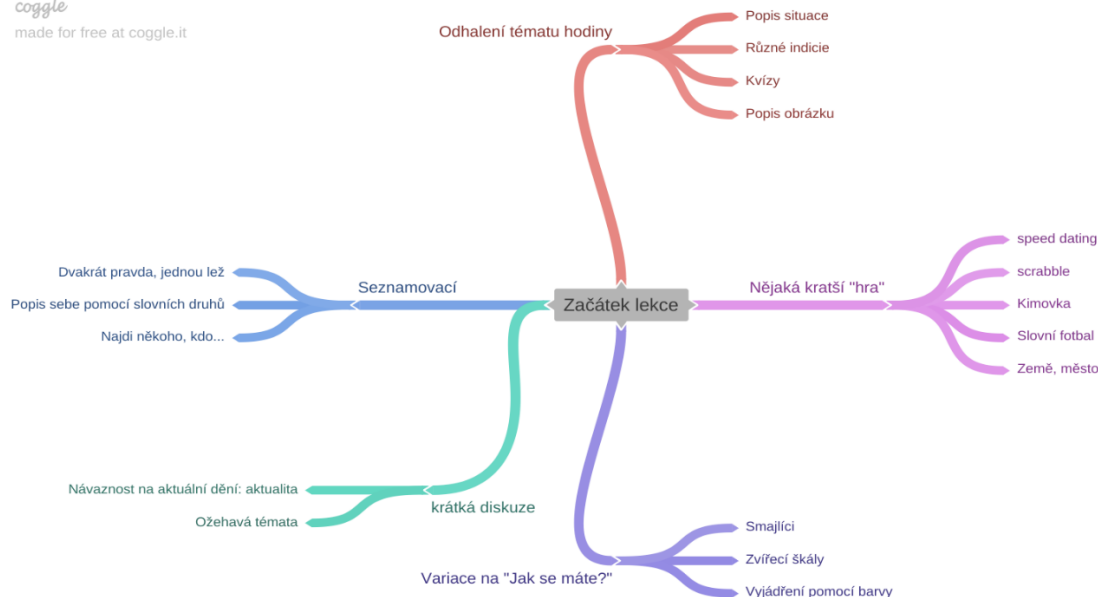 coggle
made for free at coggle.it
Odhalení tématu hodiny
Popis situace
Různé indicie
Kvízy
Popis obrázku
Začátek lekce
Nějaká kratší "hra"
speed dating
scrabble
Kimovka
Slovní fotbal
Země, město
Seznamovací
Dvakrát pravda, jednou lež
Popis sebe pomocí slovních druhů
Najdi někoho, kdo...
krátká diskuze
Návaznost na aktuální dění: aktualita
Ožehavá témata
Variace na "Jak se máte?"
Smajlíci
Zvířecí škály
Vyjádření pomocí barvy